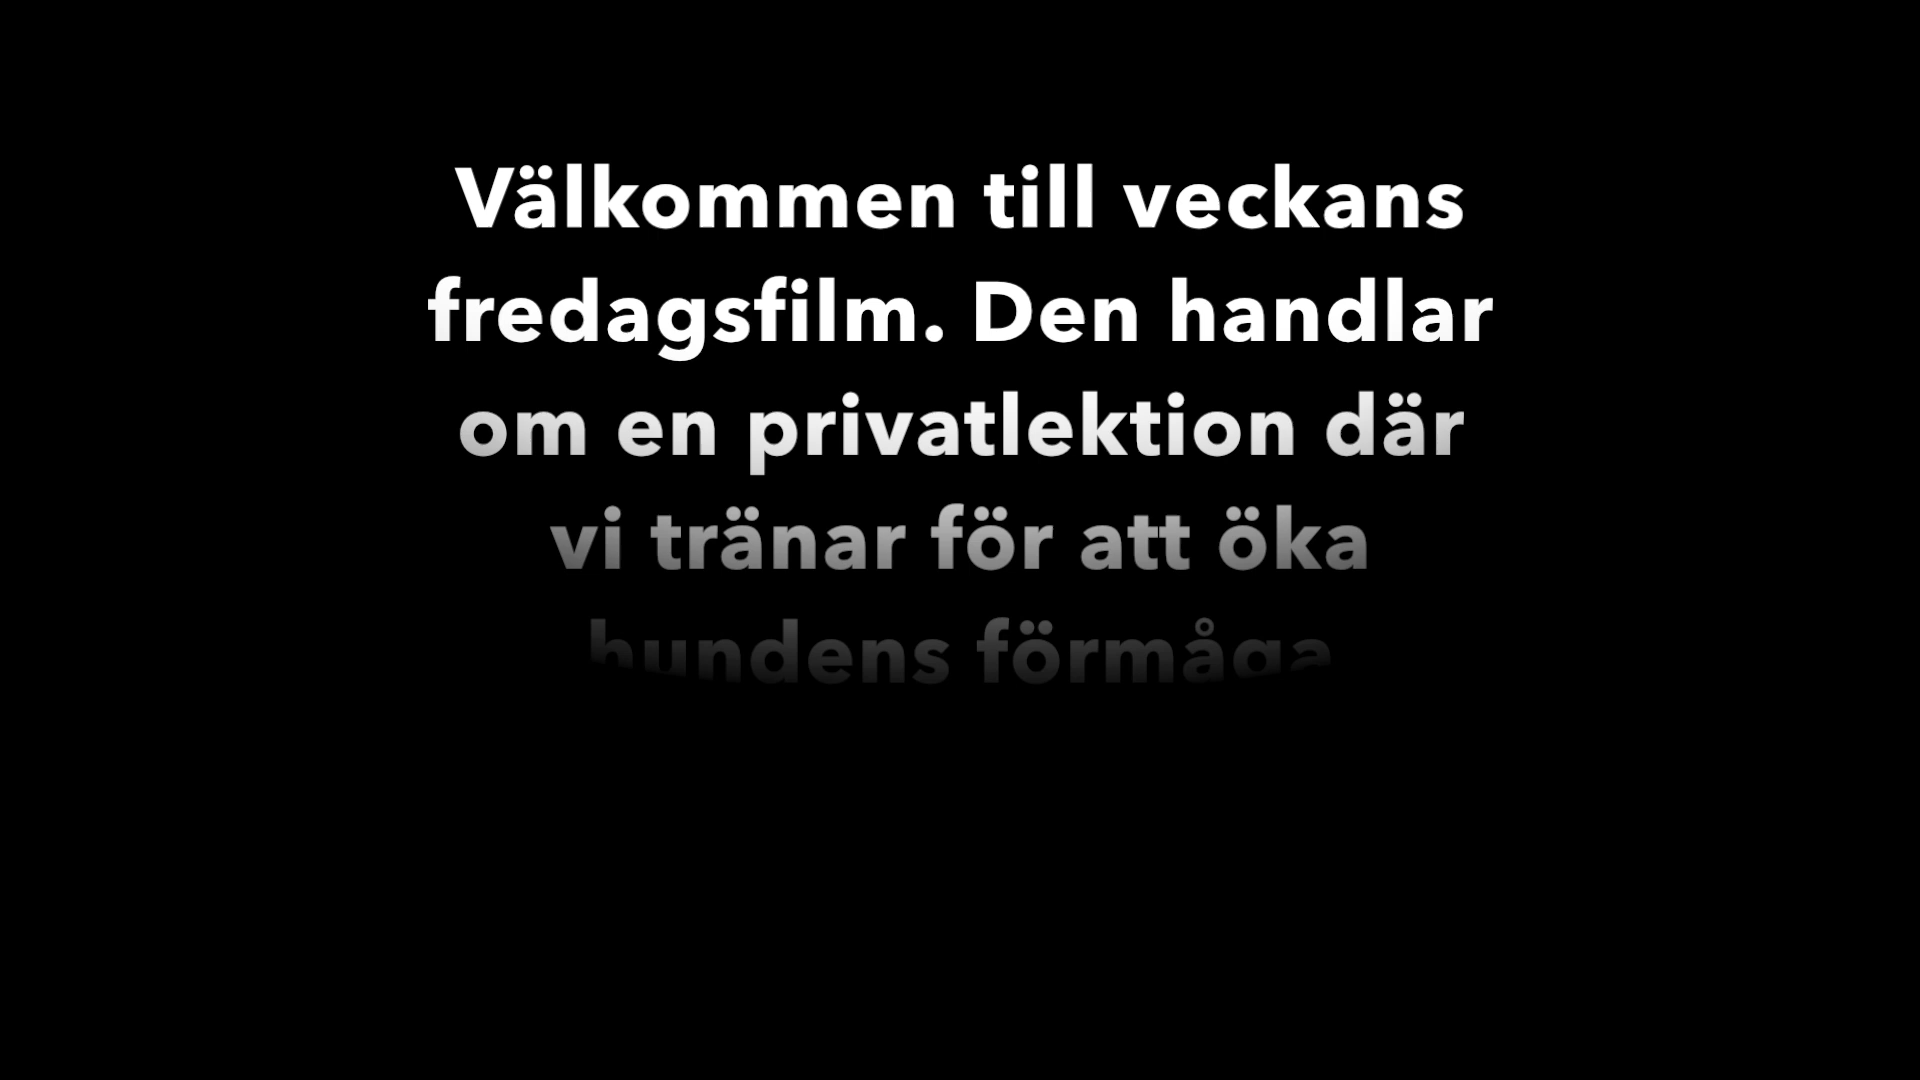 Välkommen till veckans
fredagsfilm. Den handlar
om en privatlektion där
vi tränar för att öka
hundens förmåga